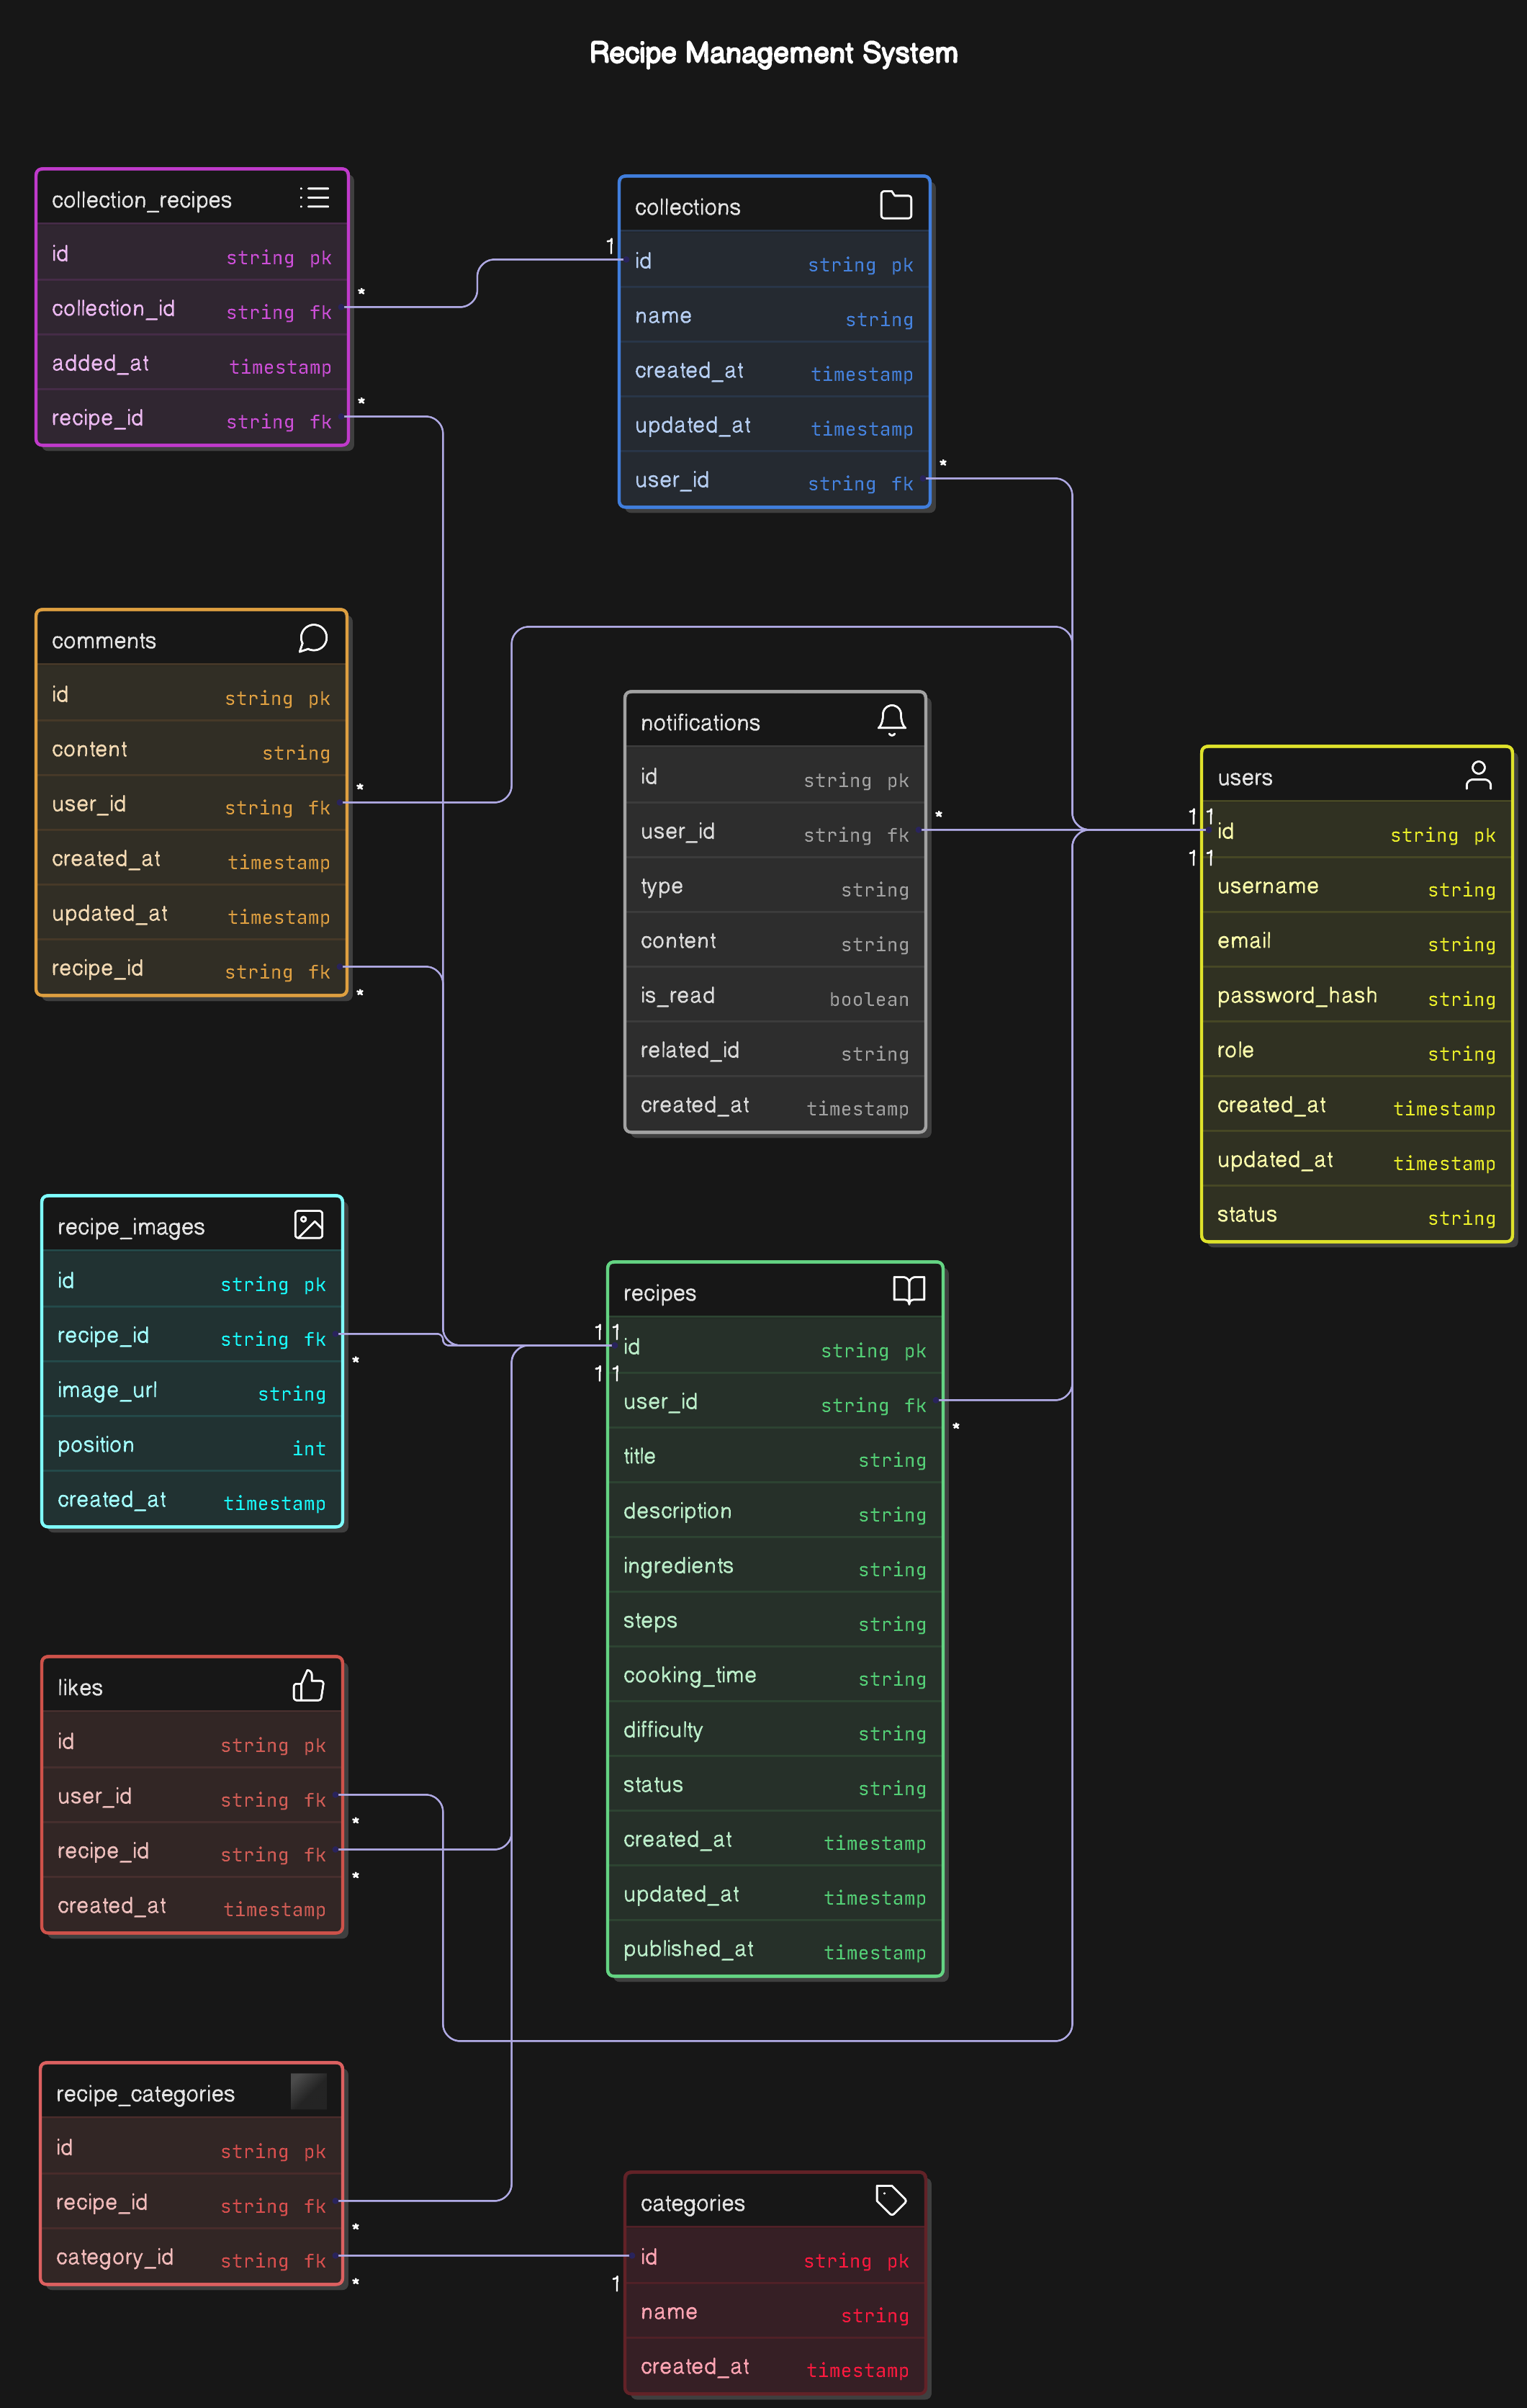 Recipe Management System
collection_recipes
id string pk
collection_id string fk
added_at timestamp
recipe_id string fk
*
*
collections
1
id string pk
name string
created_at timestamp
updated_at timestamp
user_id string fk
*
comments
id string pk
content string
user_id string fk
created_at timestamp
updated_at timestamp
recipe_id string fk
*
*
notifications
id string pk
user_id string fk
type string
content string
is_read boolean
related_id string
created_at timestamp
*
users
1 1
id string pk
1 1
username string
email string
password_hash string
role string
created_at timestamp
updated_at timestamp
status string
recipe_images
id string pk
recipe_id string fk
image_url string
position int
created_at timestamp
*
recipes
1 1
id string pk
1 1
user_id string fk
*
title string
description string
ingredients string
steps string
cooking_time string
difficulty string
status string
created_at timestamp
updated_at timestamp
published_at timestamp
likes
id string pk
user_id string fk
*
recipe_id string fk
*
created_at timestamp
recipe_categories
id string pk
recipe_id string fk
*
category_id string fk
*
categories
id string pk
1
name string
created_at timestamp